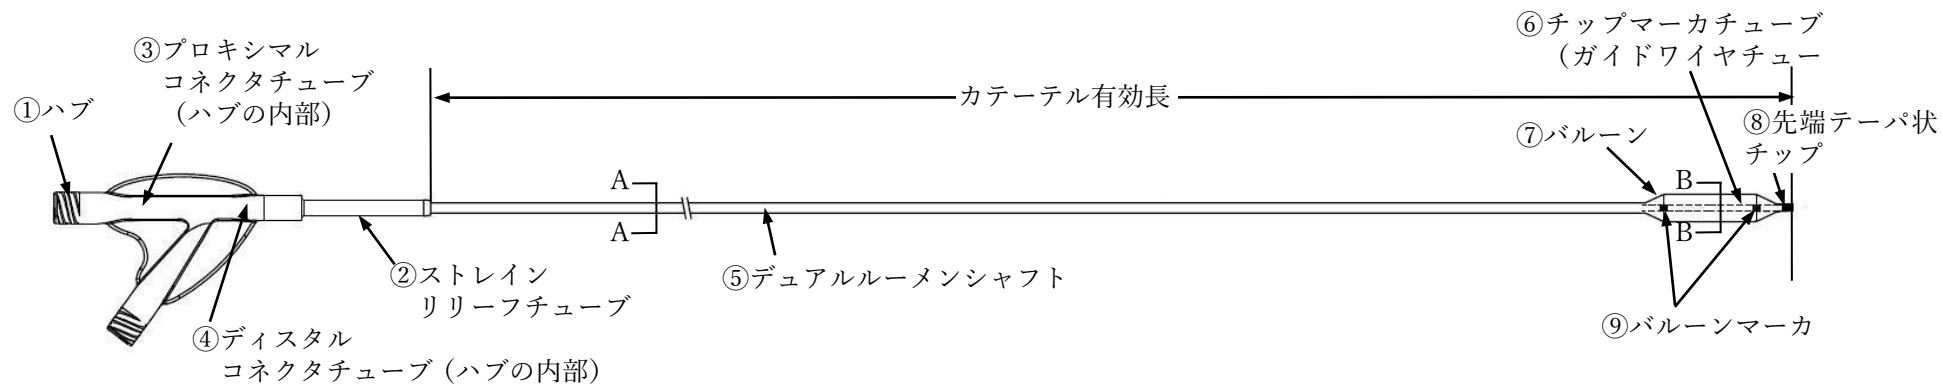 ①ハブ
③プロキシマル
コネクタチューブ
（ハブの内部）
カテーテル有効長
⑥チップマーカチューブ
（ガイドワイヤチュー
⑦バルーン
⑧先端テーパ状
チップ
A
A
B
B
②ストレイン
リリーフチューブ
④ディスタル
コネクタチューブ（ハブの内部）
⑤デュアルルーメンシャフト
⑨バルーンマーカ